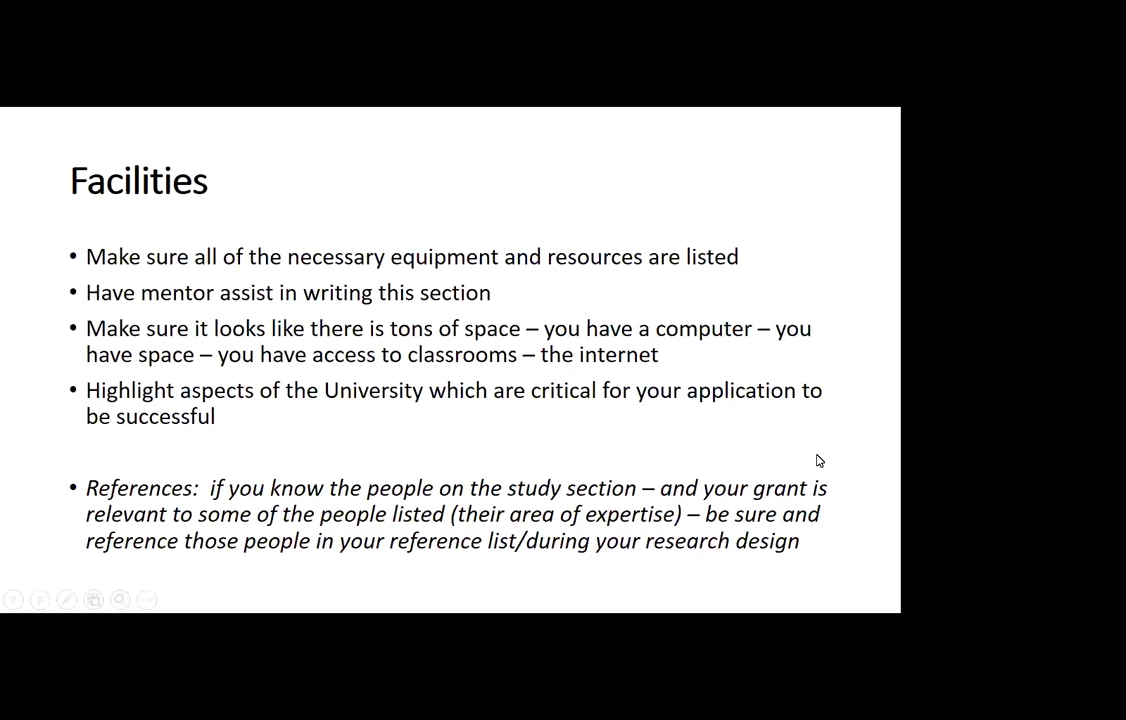 Facilities
• Make sure all of the necessary equipment and resources are listed
• Have mentor assist in writing this section
• Make sure it looks like there is tons of space – you have a computer – you
have space – you have access to classrooms – the internet
• Highlight aspects of the University which are critical for your application to
be successful
• References:  if you know the people on the study section – and your grant is
relevant to some of the people listed (their area of expertise) – be sure and
reference those people in your reference list/during your research design